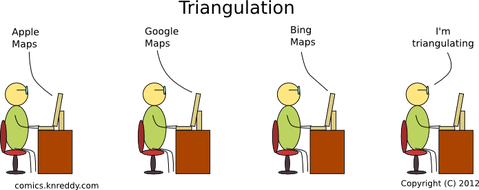 Triangulation
Apple
Maps
Google
Maps
Bing
Maps
I'm
triangulating
comics.knreddy.com
Copyright (C) 2012